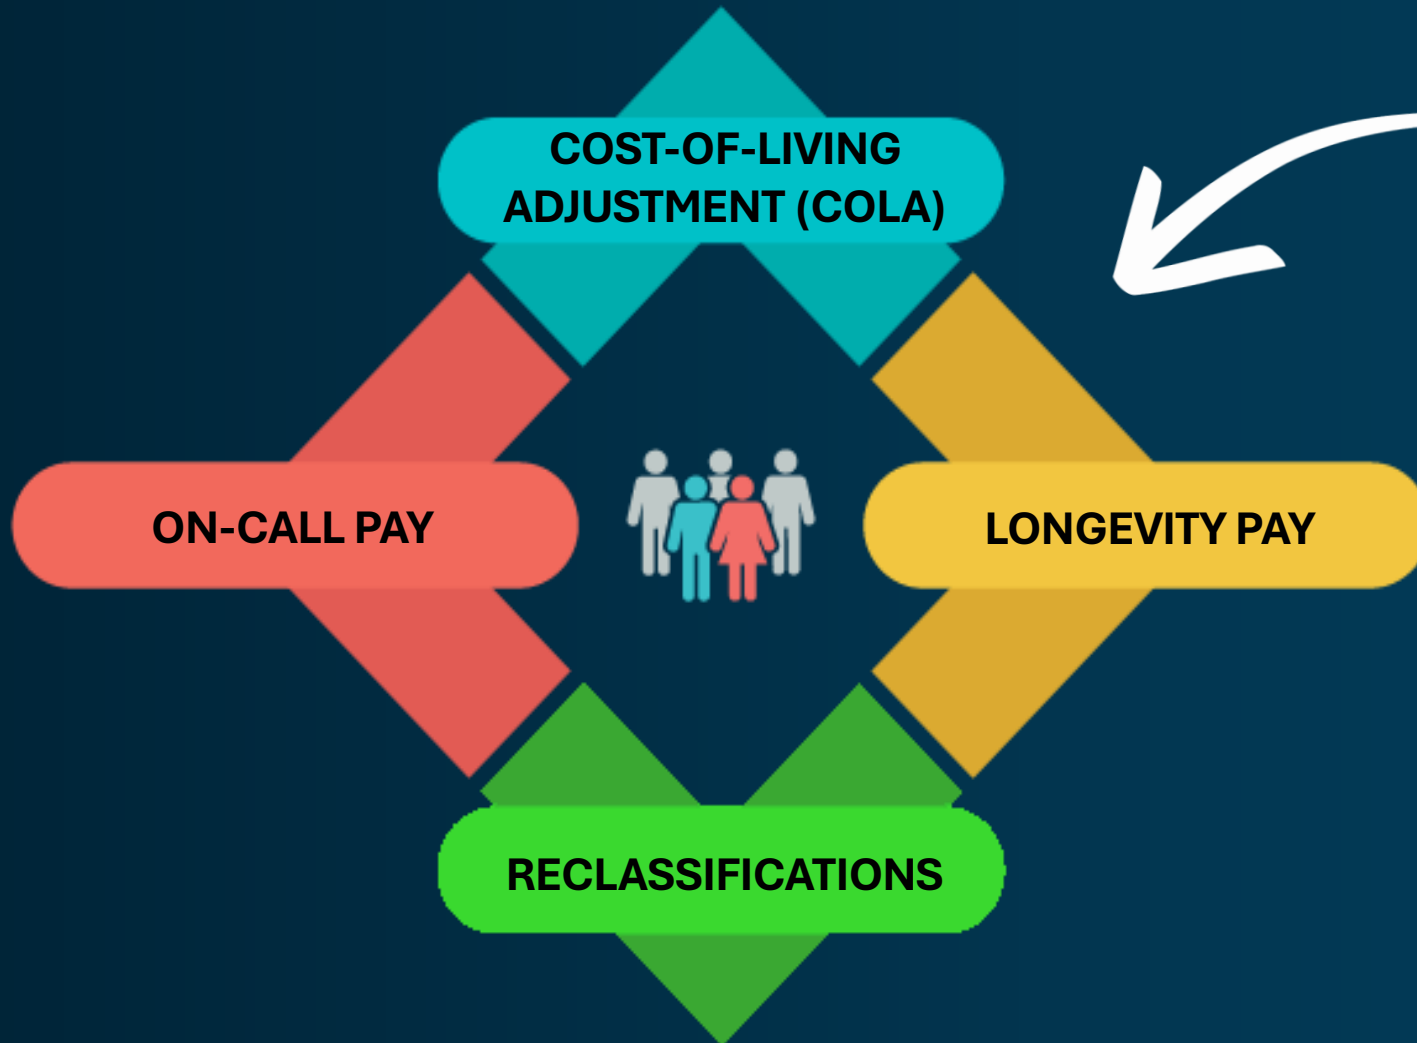 COST-OF-LIVING
ADJUSTMENT (COLA)
ON-CALL PAY
LONGEVITY PAY
RECLASSIFICATIONS